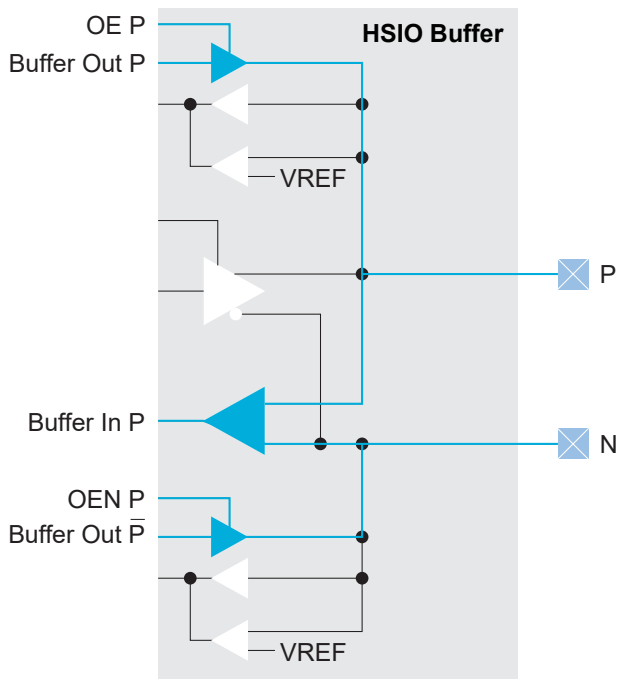 OE P
HSIO Buffer
Buffer Out P
VREF
P
Buffer In P
N
OEN P
Buffer Out P̅
VREF